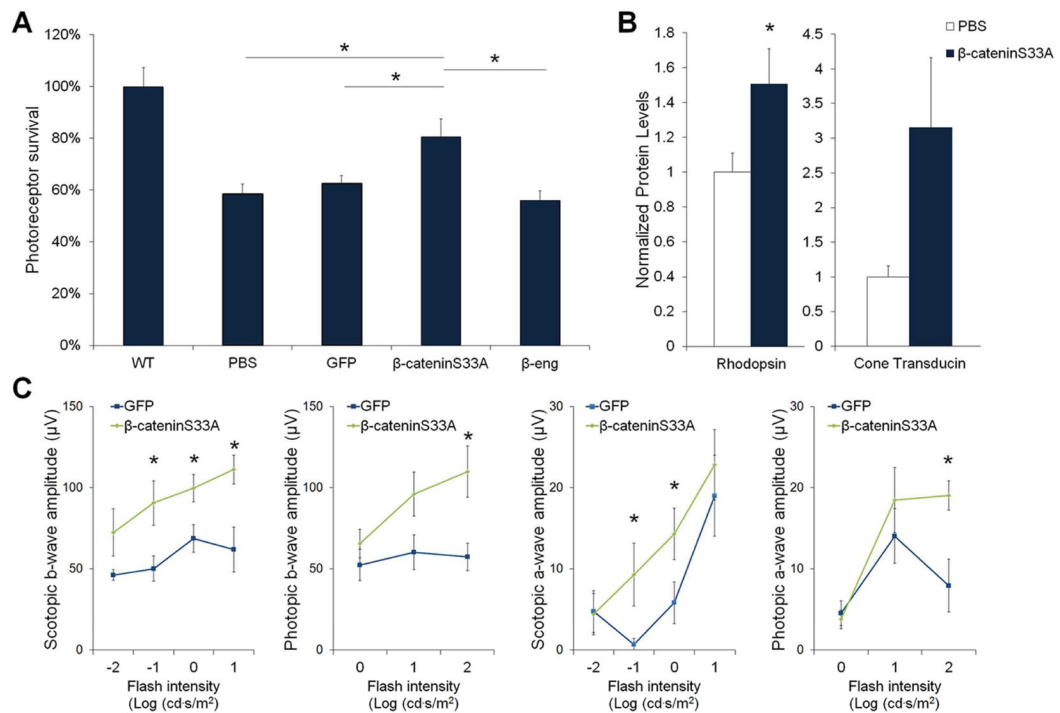 A
Photoreceptor survival
120%
100%
80%
60%
40%
20%
0%
*
*
*
WT PBS GFP β-cateninS33A β-eng
B
Normalized Protein Levels
1.8
1.6
1.4
1.2
1
0.8
0.6
0.4
0.2
0
*
Rhodopsin
4.5
4
3.5
3
2.5
2
1.5
1
0.5
0
Cone Transducin
PBS
β-cateninS33A
C
Scotopic b-wave amplitude (µV)
150
100
50
0
GFP
β-cateninS33A
* * *
-2 -1 0 1
Flash intensity
(Log (cd·s/m²)
Photopic b-wave amplitude (µV)
150
100
50
0
GFP
β-cateninS33A
*
0 1 2
Flash intensity
(Log (cd·s/m²)
Scotopic a-wave amplitude (µV)
30
20
10
0
GFP
β-cateninS33A
* *
-2 -1 0 1
Flash intensity
(Log (cd·s/m²)
Photopic a-wave amplitude (µV)
30
20
10
0
GFP
β-cateninS33A
*
0 1 2
Flash intensity
(Log (cd·s/m²)